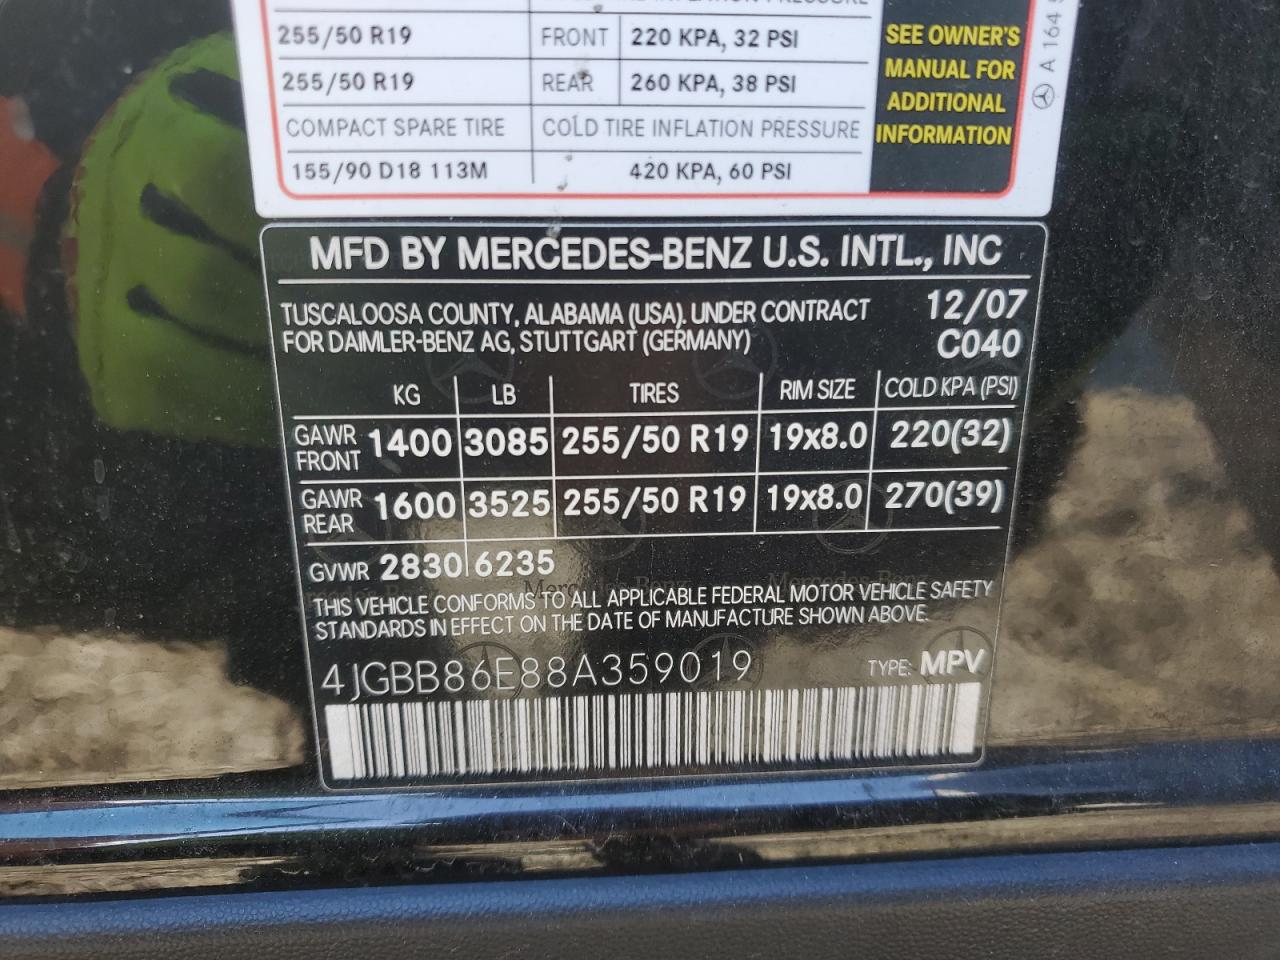 255/50 R19 FRONT 220 KPA, 32 PSI
255/50 R19 REAR 260 KPA, 38 PSI
COMPACT SPARE TIRE COLD TIRE INFLATION PRESSURE
155/90 D18 113M 420 KPA, 60 PSI
SEE OWNER'S
MANUAL FOR
ADDITIONAL
INFORMATION
A 164
MFD BY MERCEDES-BENZ U.S. INTL., INC
TUSCALOOSA COUNTY, ALABAMA (USA). UNDER CONTRACT 12/07
FOR DAIMLER-BENZ AG, STUTTGART (GERMANY) C040
KG LB TIRES RIM SIZE COLD KPA (PSI)
GAWR
FRONT 1400 3085 255/50 R19 19x8.0 220(32)
GAWR
REAR 1600 3525 255/50 R19 19x8.0 270(39)
GVWR 2830 6235
Mercedes-Benz Mercedes-Benz
THIS VEHICLE CONFORMS TO ALL APPLICABLE FEDERAL MOTOR VEHICLE SAFETY
STANDARDS IN EFFECT ON THE DATE OF MANUFACTURE SHOWN ABOVE.
4JGBB86E88A359019 TYPE: MPV